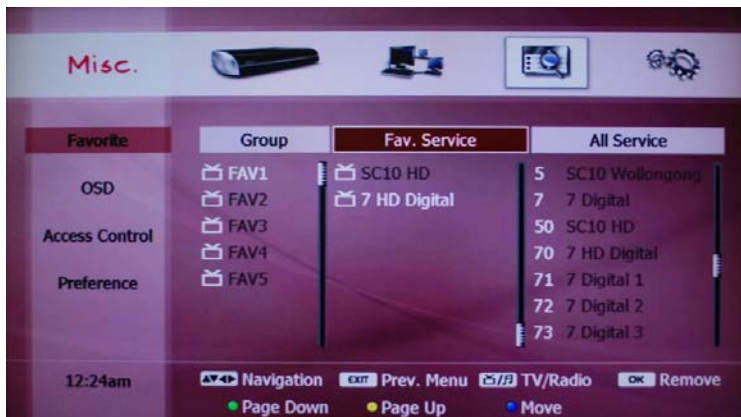 Misc.
Favorite
OSD
Access Control
Preference
12:24am
Group
FAV1
FAV2
FAV3
FAV4
FAV5
Fav. Service
SC10 HD
7 HD Digital
All Service
5 SC10 Wollongong
7 7 Digital
50 SC10 HD
70 7 HD Digital
71 7 Digital 1
72 7 Digital 2
73 7 Digital 3
Navigation EXIT Prev. Menu TV/Radio OK Remove
Page Down Page Up Move